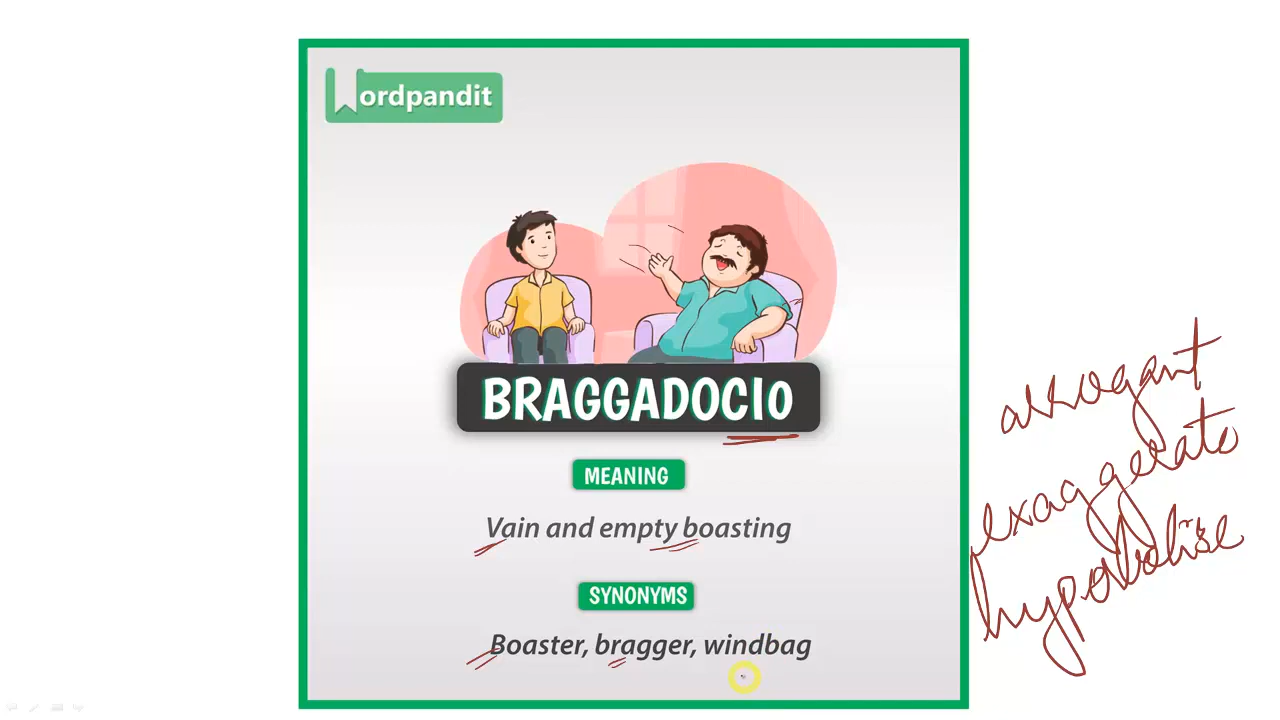 Wordpandit
BRAGGADOCIO
MEANING
Vain and empty boasting
SYNONYMS
Boaster, bragger, windbag
arrogant
exaggerate
hyperbolise